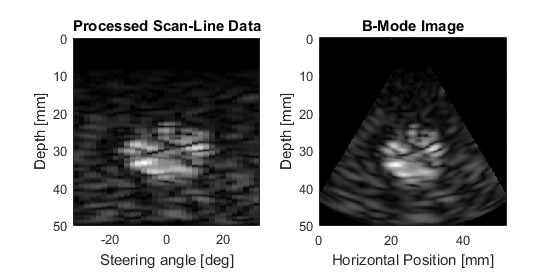 Processed Scan-Line Data
0
10
20
30
40
50
Depth [mm]
-20 0 20
Steering angle [deg]
B-Mode Image
0
10
20
30
40
50
Depth [mm]
0 20 40
Horizontal Position [mm]